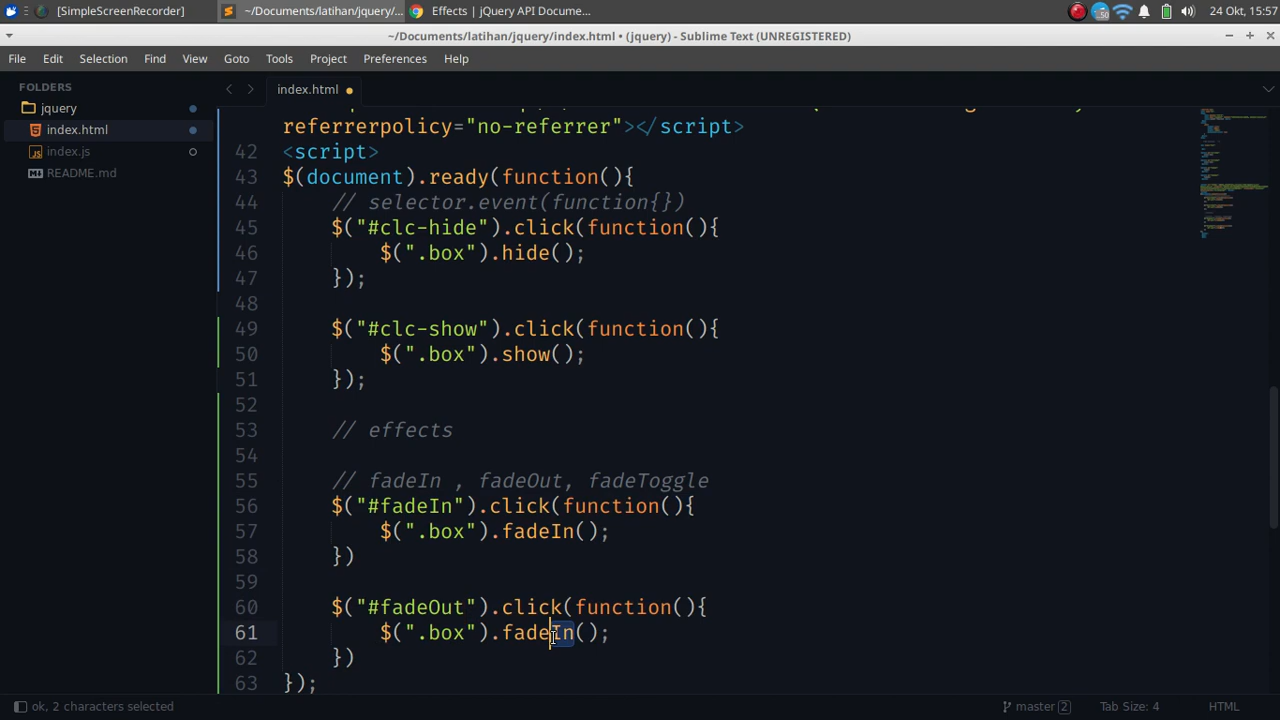 [SimpleScreenRecorder]
~/Documents/latihan/jquery/...
Effects | jQuery API Docume...
50
24 Okt, 15:57
~/Documents/latihan/jquery/index.html • (jquery) - Sublime Text (UNREGISTERED)
File Edit Selection Find View Goto Tools Project Preferences Help
FOLDERS
jquery
index.html
index.js
README.md
index.html
referrerpolicy="no-referrer"></script>
42 <script>
43 $(document).ready(function(){
44 // selector.event(function{})
45 $("#clc-hide").click(function(){
46 $(".box").hide();
47 });
48
49 $("#clc-show").click(function(){
50 $(".box").show();
51 });
52
53 // effects
54
55 // fadeIn , fadeOut, fadeToggle
56 $("#fadeIn").click(function(){
57 $(".box").fadeIn();
58 })
59
60 $("#fadeOut").click(function(){
61 $(".box").fadeIn();
62 })
63 });
ok, 2 characters selected
master 2
Tab Size: 4
HTML